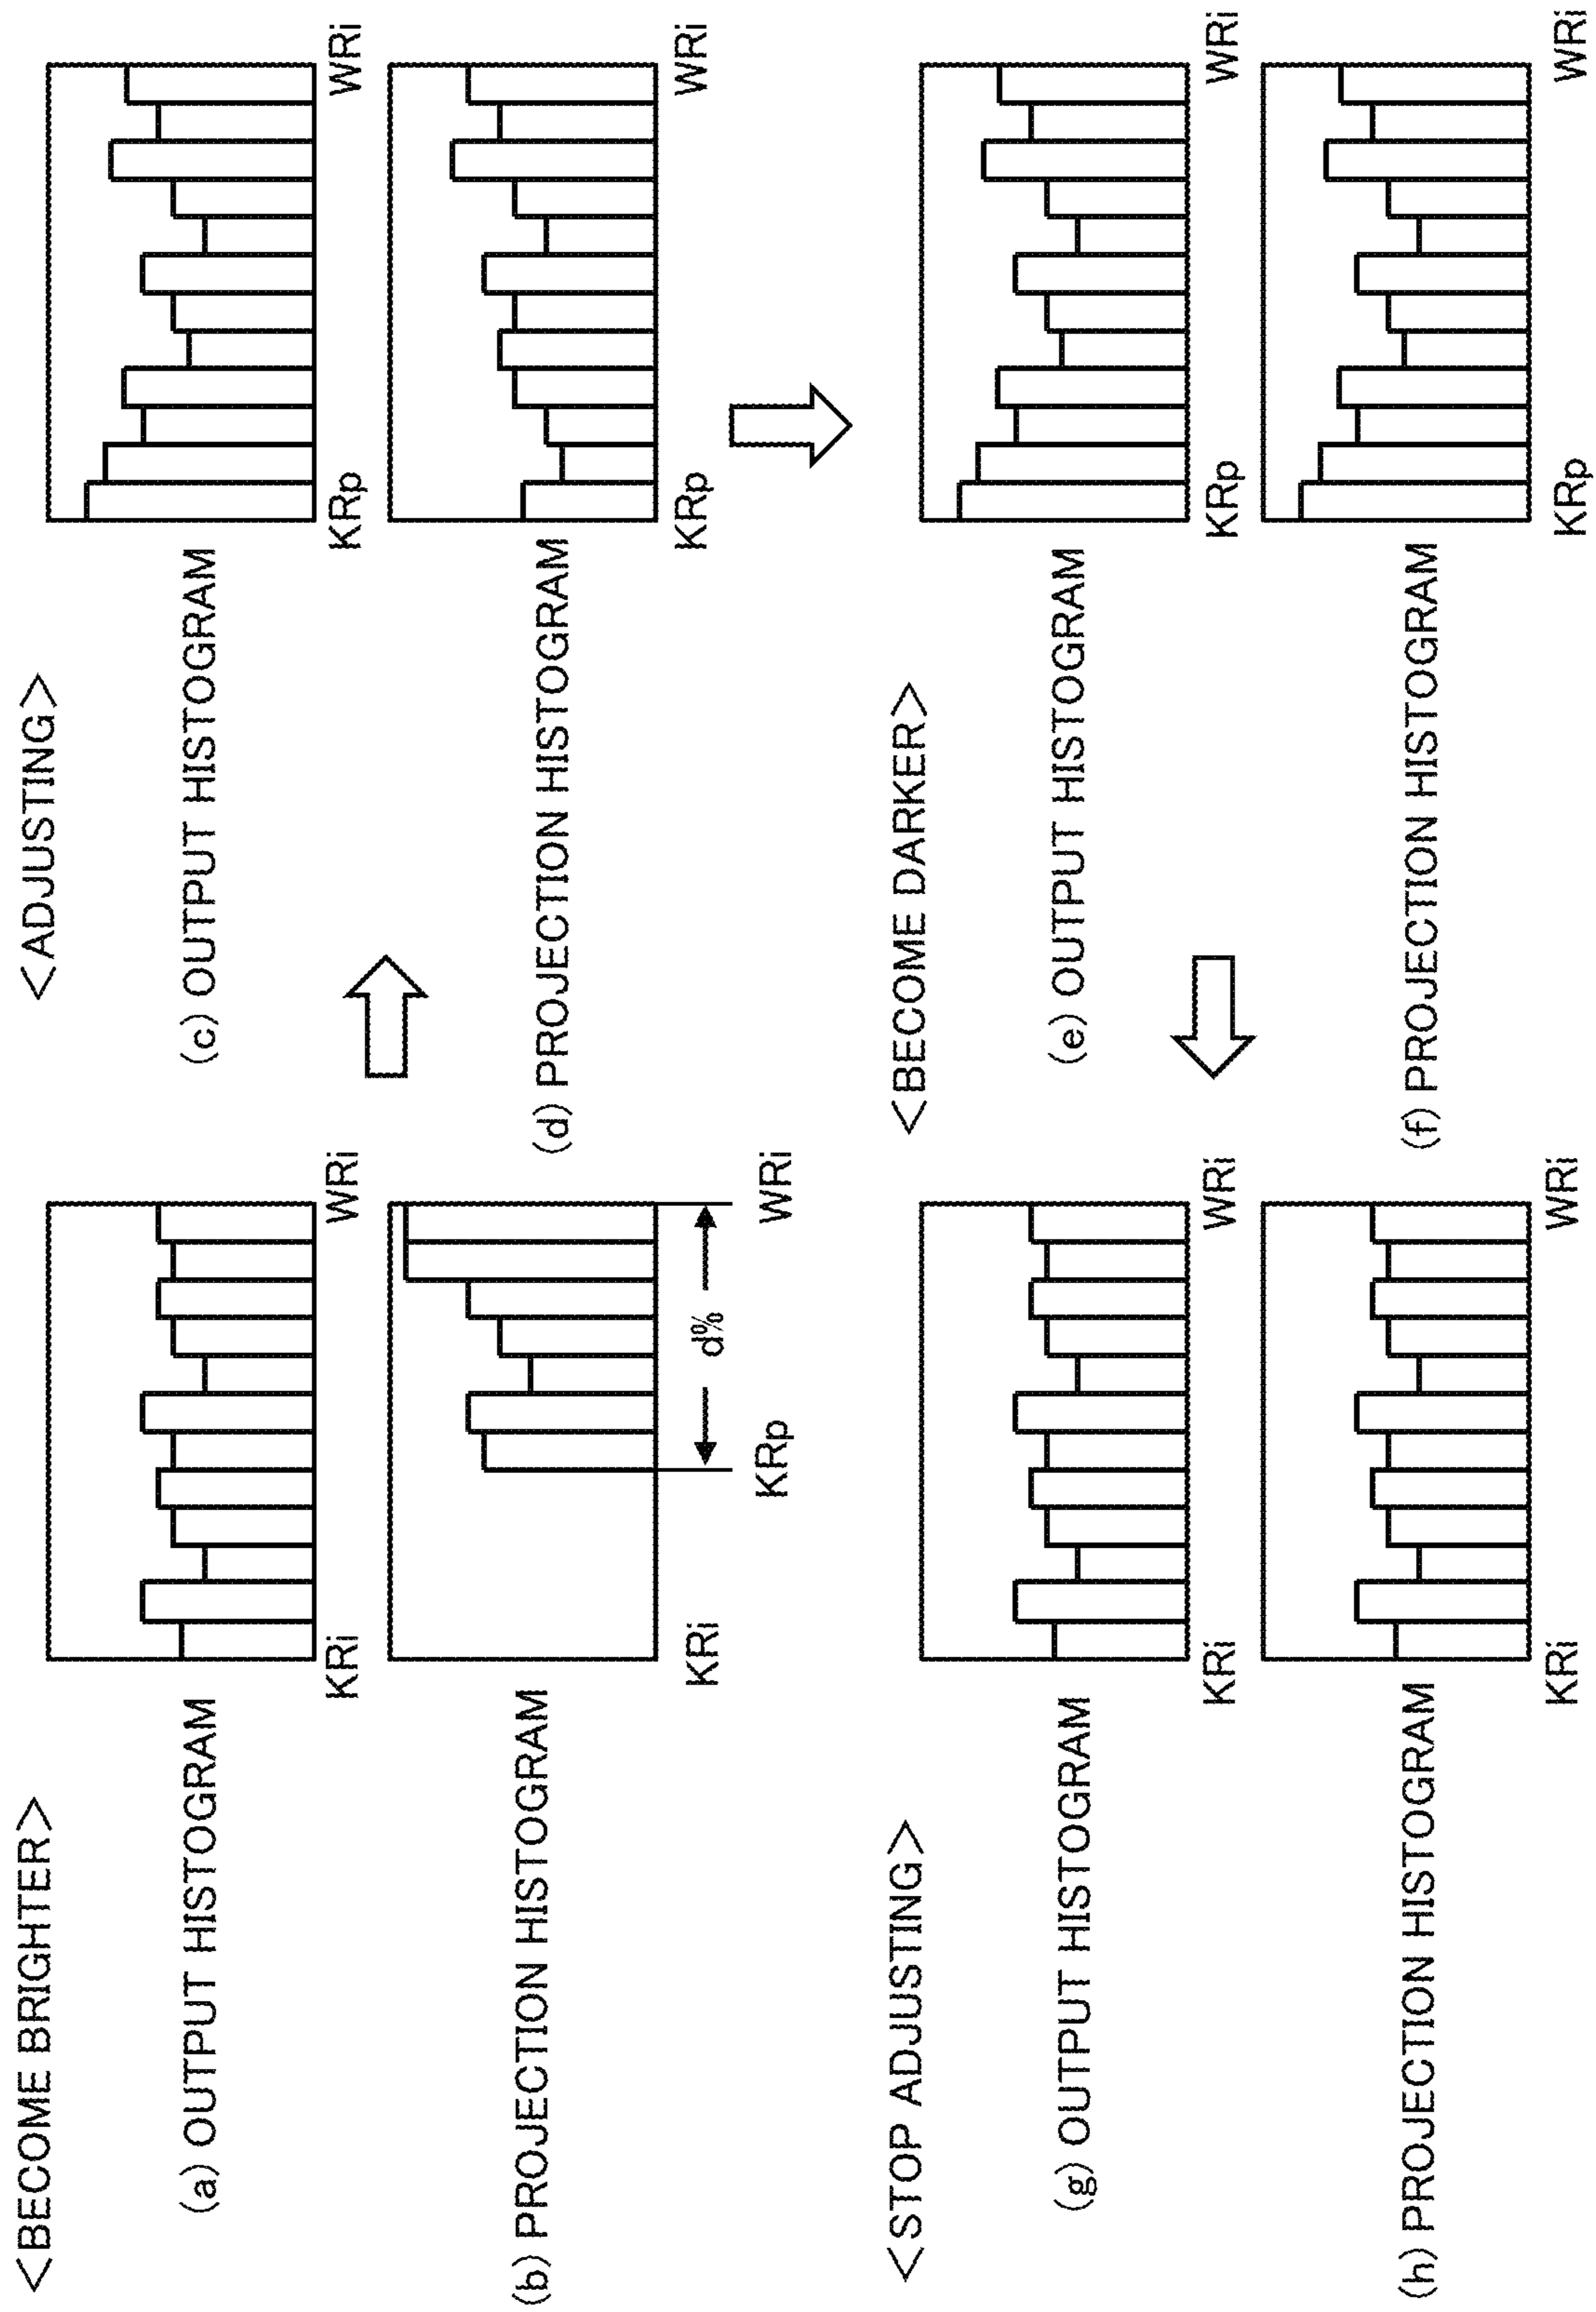 <BECOME BRIGHTER>
(a) OUTPUT HISTOGRAM
KRi WRi
(b) PROJECTION HISTOGRAM
d%
KRi KRp WRi
<ADJUSTING>
(c) OUTPUT HISTOGRAM
KRp WRi
(d) PROJECTION HISTOGRAM
KRp WRi
<BECOME DARKER>
(e) OUTPUT HISTOGRAM
KRp WRi
(f) PROJECTION HISTOGRAM
KRp WRi
<STOP ADJUSTING>
(g) OUTPUT HISTOGRAM
KRi WRi
(h) PROJECTION HISTOGRAM
KRi WRi